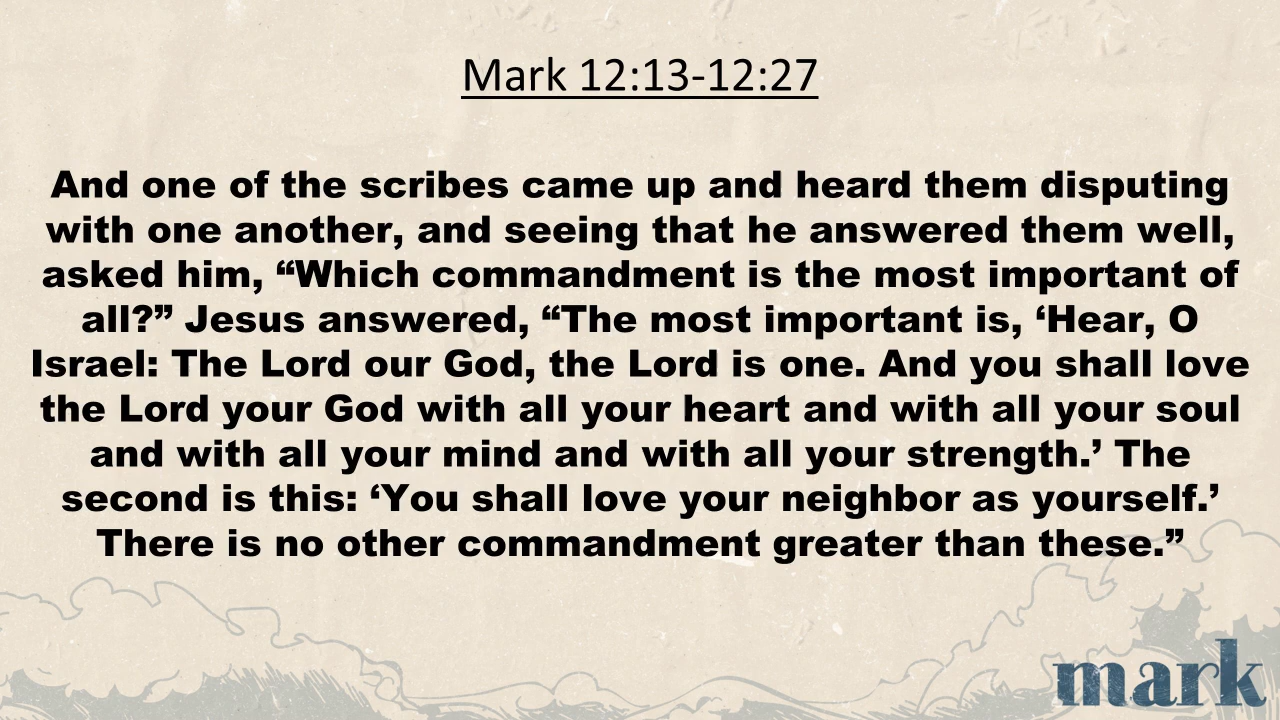 Mark 12:13-12:27
And one of the scribes came up and heard them disputing
with one another, and seeing that he answered them well,
asked him, “Which commandment is the most important of
all?” Jesus answered, “The most important is, ‘Hear, O
Israel: The Lord our God, the Lord is one. And you shall love
the Lord your God with all your heart and with all your soul
and with all your mind and with all your strength.’ The
second is this: ‘You shall love your neighbor as yourself.’
There is no other commandment greater than these.”
mark